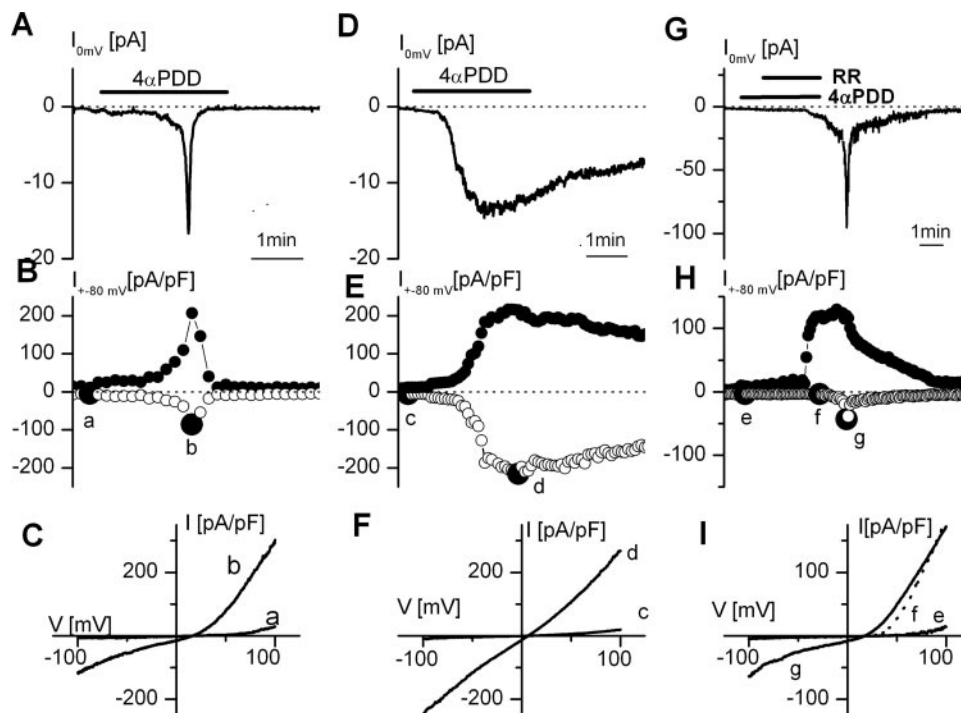 A
I0mV [pA]
4αPDD
0
-10
-20
1min
D
I0mV [pA]
4αPDD
0
-10
-20
1min
G
I0mV [pA]
RR
4αPDD
0
-50
-100
1min
B
I+-80 mV [pA/pF]
200
100
0
-100
-200
a
b
E
I+-80 mV [pA/pF]
200
100
0
-100
-200
c
d
H
I+-80 mV [pA/pF]
100
0
-100
e
f
g
C
I [pA/pF]
200
-200
V [mV]
-100
100
b
a
F
I [pA/pF]
200
-200
V [mV]
-100
100
d
c
I
I[pA/pF]
100
-100
V [mV]
-100
100
f
e
g